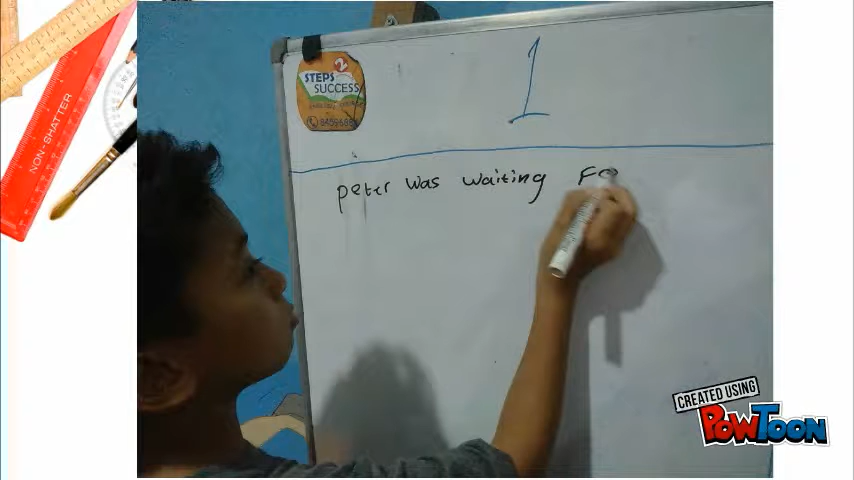 NON-SHATTER
STEPS 2
SUCCESS
1
peter was waiting Fo
CREATED USING
POWTOON